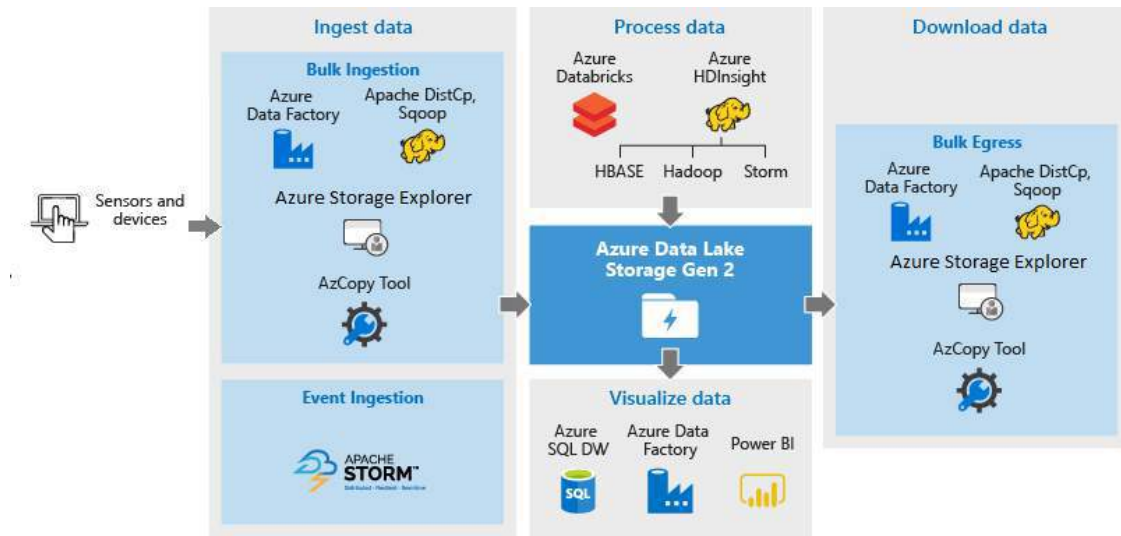 Ingest data
Bulk Ingestion
Azure
Data Factory
Apache DistCp,
Sqoop
Azure Storage Explorer
AzCopy Tool
Sensors and
devices
Event Ingestion
APACHE
STORM™
Process data
Azure
Databricks
Azure
HDInsight
HBASE
Hadoop
Storm
Azure Data Lake
Storage Gen 2
Visualize data
Azure
SQL DW
SQL
Azure Data
Factory
Power BI
Download data
Bulk Egress
Azure
Data Factory
Apache DistCp,
Sqoop
Azure Storage Explorer
AzCopy Tool